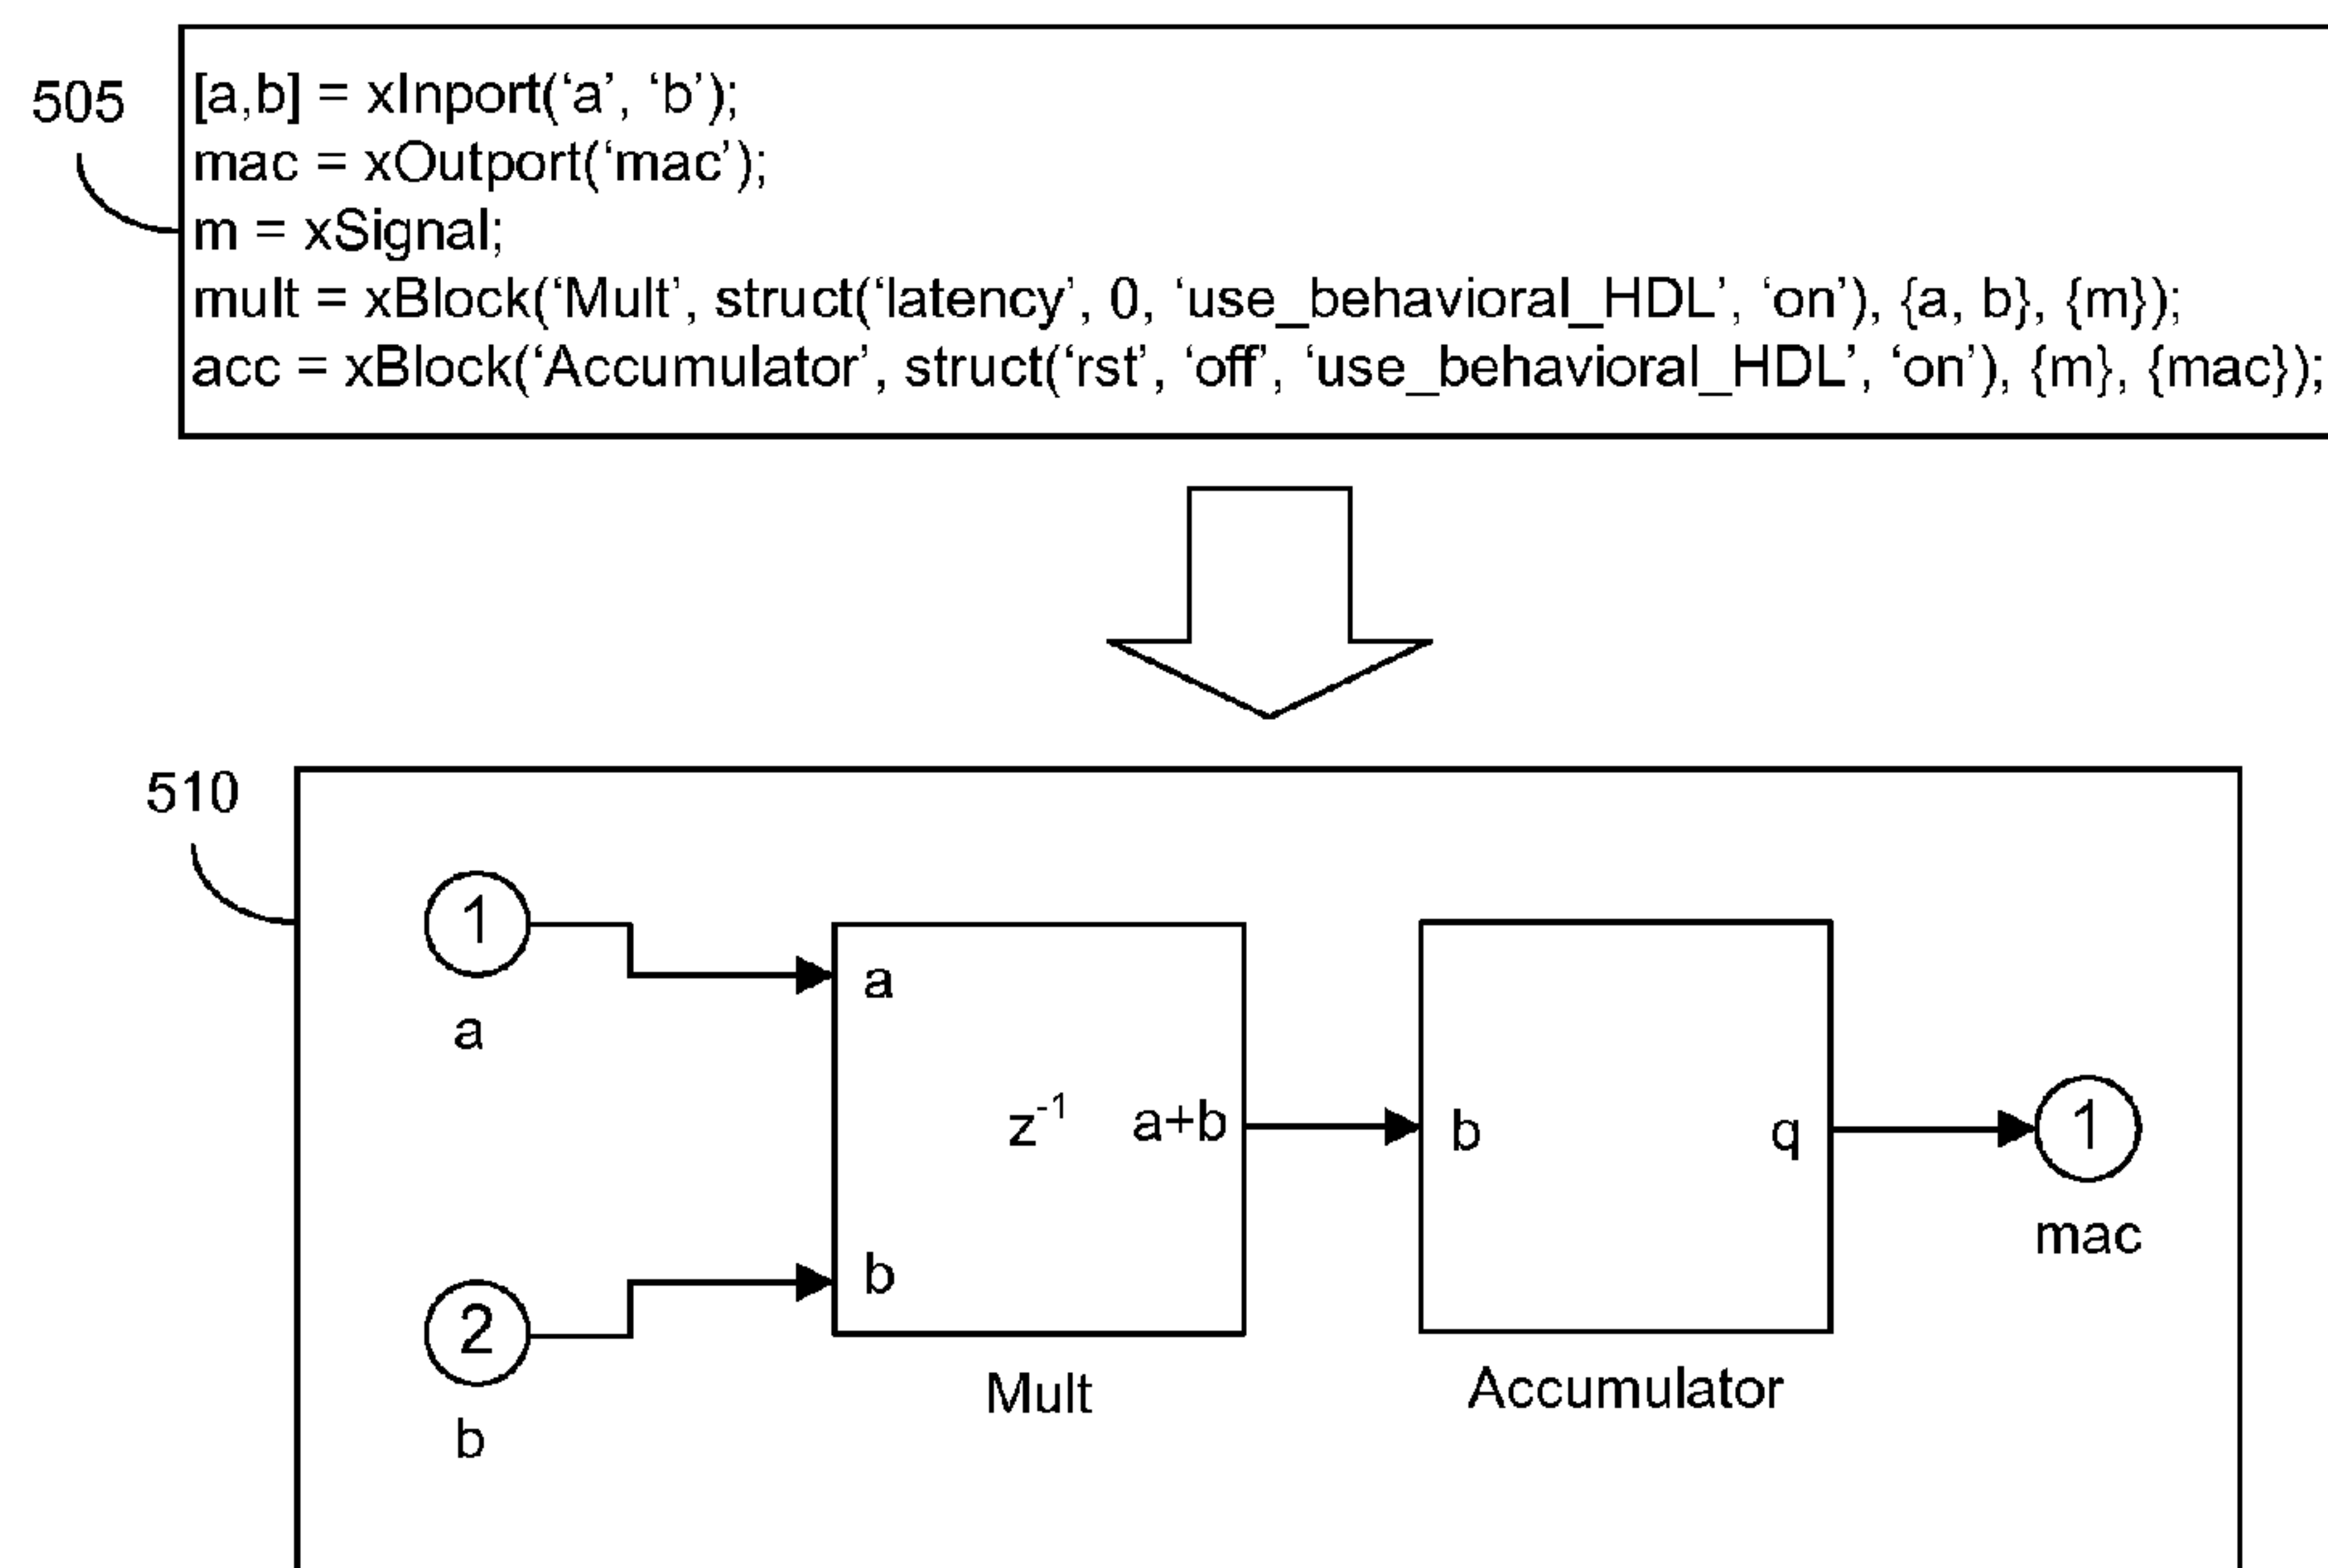 505
[a,b] = xInport(‘a’, ‘b’);
mac = xOutport(‘mac’);
m = xSignal;
mult = xBlock(‘Mult’, struct(‘latency’, 0, ‘use_behavioral_HDL’, ‘on’), {a, b}, {m});
acc = xBlock(‘Accumulator’, struct(‘rst’, ‘off’, ‘use_behavioral_HDL’, ‘on’), {m}, {mac});
510
1
a
2
b
a
z⁻¹ a+b
b
Mult
b q
Accumulator
1
mac